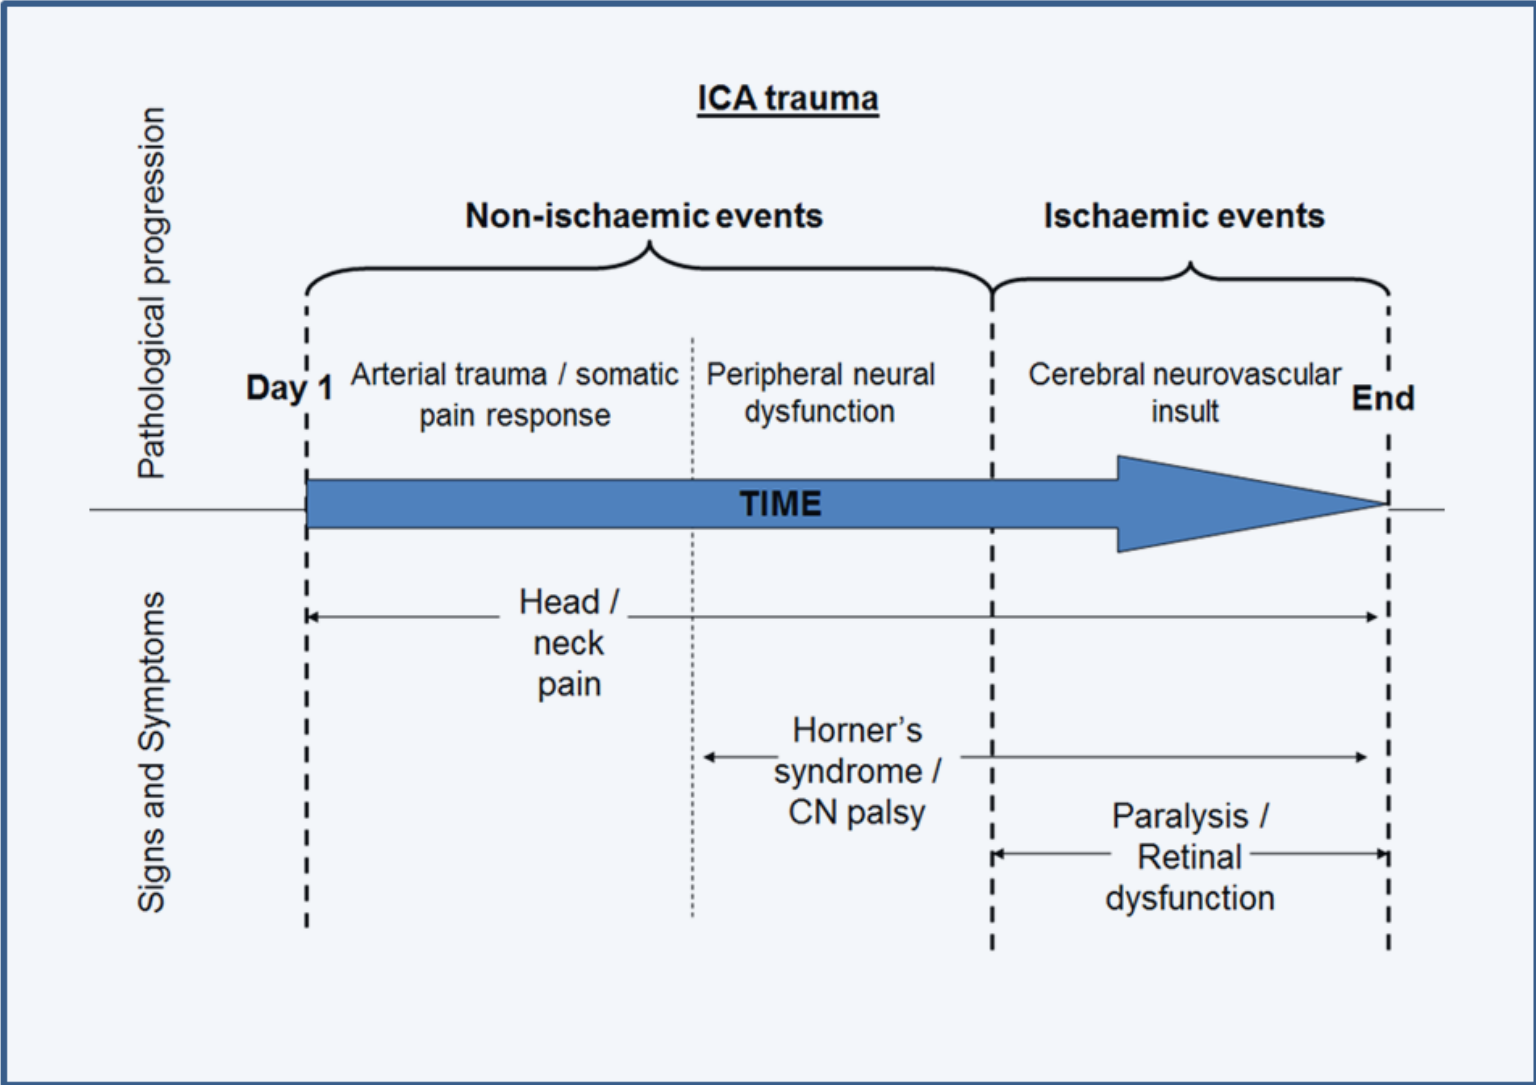 ICA trauma
Pathological progression
Non-ischaemic events
Ischaemic events
Day 1
Arterial trauma / somatic
pain response
Peripheral neural
dysfunction
Cerebral neurovascular
insult
End
TIME
Signs and Symptoms
Head /
neck
pain
Horner’s
syndrome /
CN palsy
Paralysis /
Retinal
dysfunction